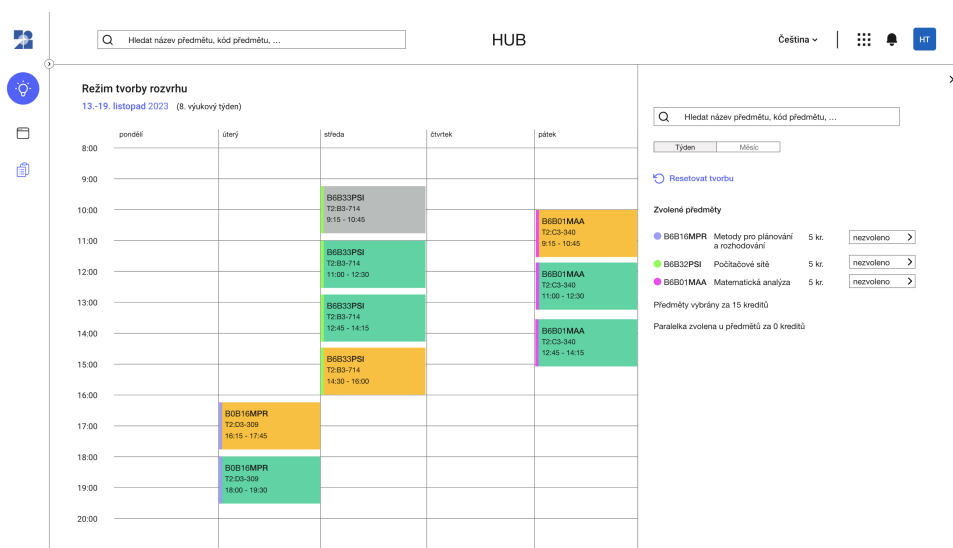 Hledat název předmětu, kód předmětu, …
HUB
Čeština
HT
Režim tvorby rozvrhu
13.-19. listopad 2023 (8. výukový týden)
pondělí
úterý
středa
čtvrtek
pátek
8:00
9:00
10:00
11:00
12:00
13:00
14:00
15:00
16:00
17:00
18:00
19:00
20:00
B0B16MPR
T2:D3-309
16:15 - 17:45
B0B16MPR
T2:D3-309
18:00 - 19:30
B6B33PSI
T2:B3-714
9:15 - 10:45
B6B33PSI
T2:B3-714
11:00 - 12:30
B6B33PSI
T2:B3-714
12:45 - 14:15
B6B33PSI
T2:B3-714
14:30 - 16:00
B6B01MAA
T2:C3-340
9:15 - 10:45
B6B01MAA
T2:C3-340
11:00 - 12:30
B6B01MAA
T2:C3-340
12:45 - 14:15
Hledat název předmětu, kód předmětu, …
Týden
Měsíc
Resetovat tvorbu
Zvolené předměty
B6B16MPR Metody pro plánování 5 kr. nezvoleno
a rozhodování
B6B32PSI Počítačové sítě 5 kr. nezvoleno
B6B01MAA Matematická analýza 5 kr. nezvoleno
Předměty vybrány za 15 kreditů
Paralelka zvolena u předmětů za 0 kreditů